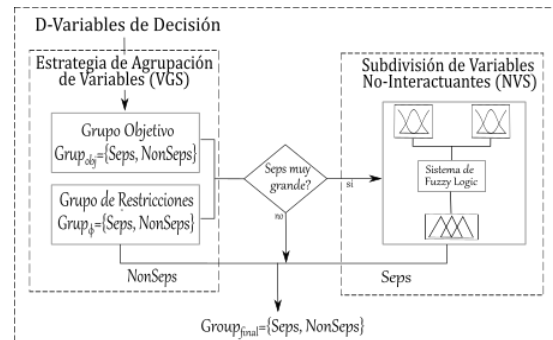 D-Variables de Decisión
Estrategia de Agrupación
de Variables (VGS)
Grupo Objetivo
Grup_obj={Seps, NonSeps}
Grupo de Restricciones
Grup_ϕ={Seps, NonSeps}
Seps muy
grande?
si
no
Subdivisión de Variables
No-Interactuantes (NVS)
Sistema de
Fuzzy Logic
NonSeps
Seps
Group_final={Seps, NonSeps}